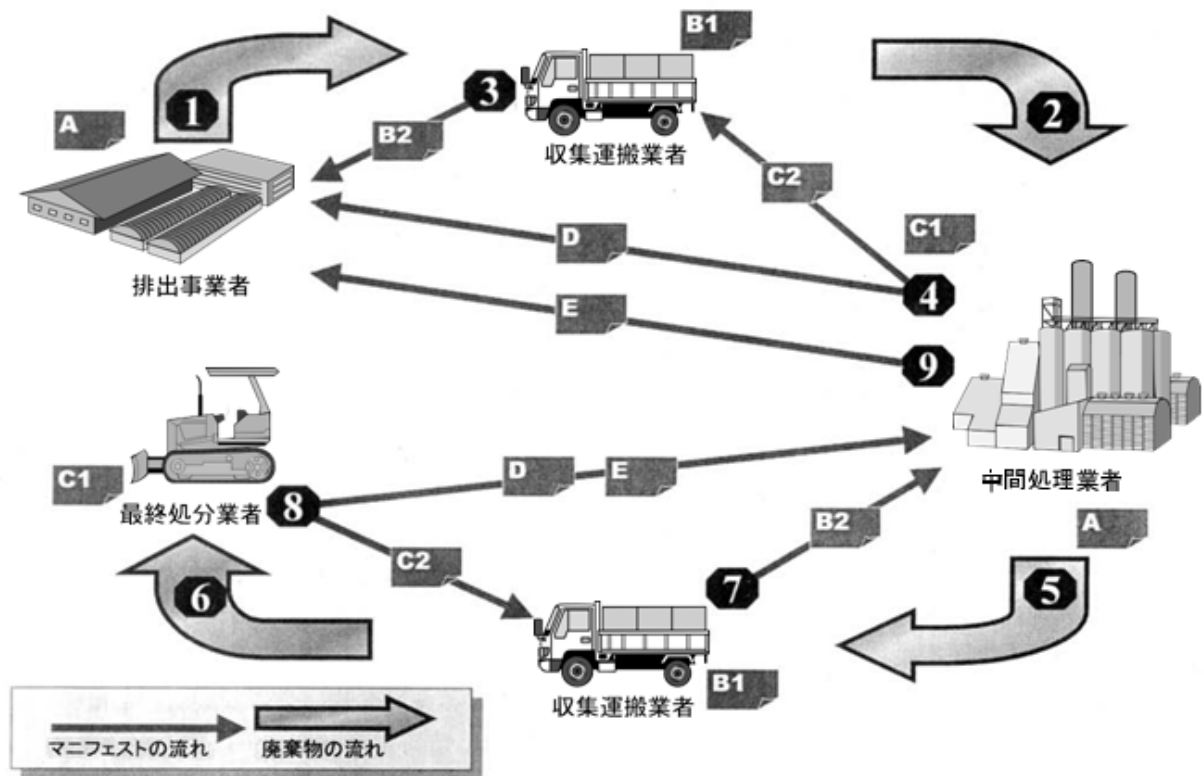 B1
A
1
3
2
B2
収集運搬業者
C2
D
C1
排出事業者
4
E
9
D
E
C1
中間処理業者
最終処分業者
8
B2
A
C2
6
7
5
B1
収集運搬業者
マニフェストの流れ
廃棄物の流れ